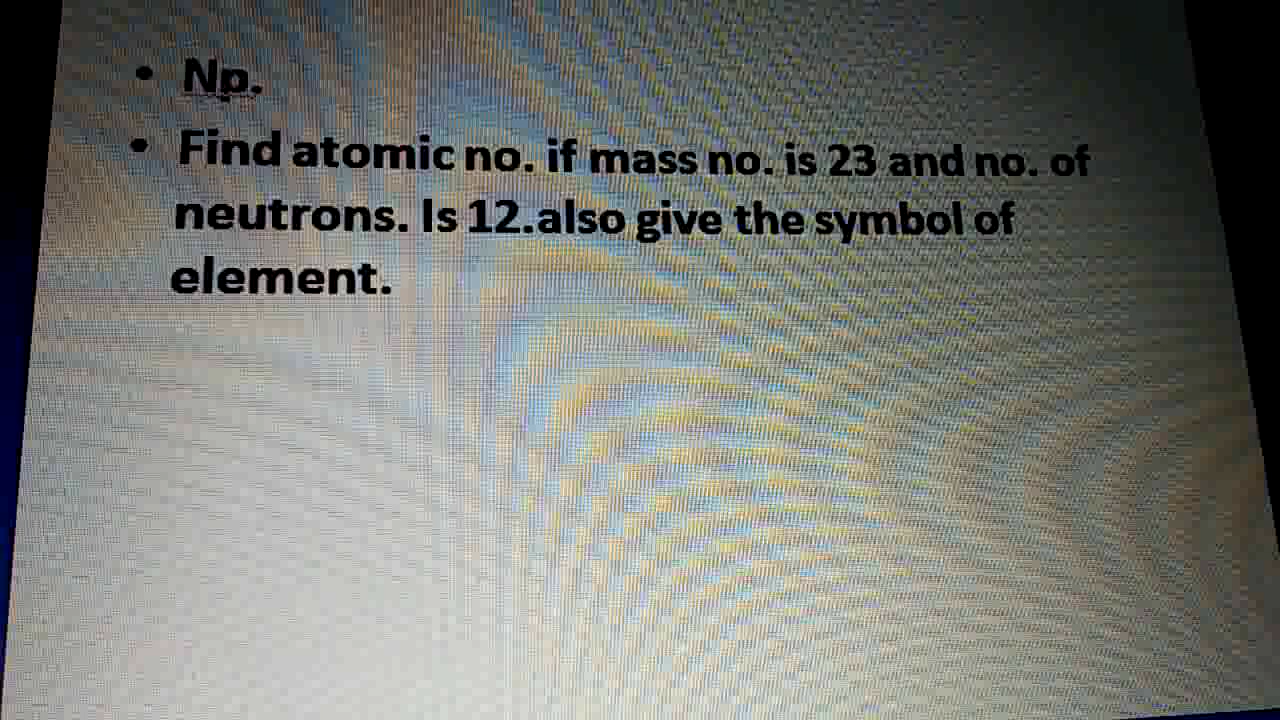 • Np.
• Find atomic no. if mass no. is 23 and no. of
neutrons. Is 12.also give the symbol of
element.